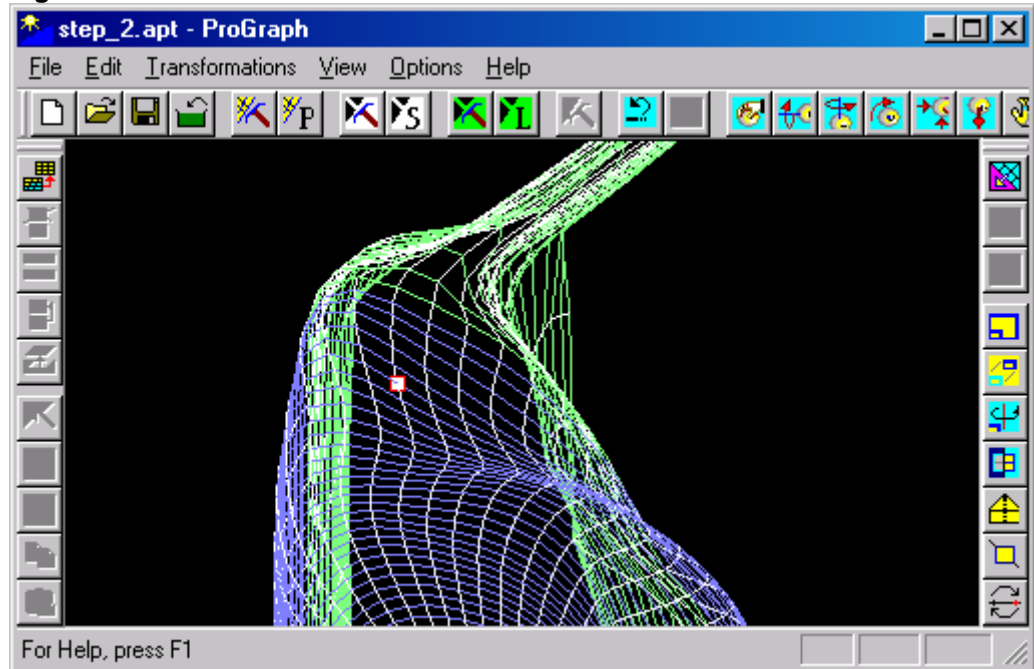 step_2.apt - ProGraph
File Edit Transformations View Options Help
P S L
For Help, press F1